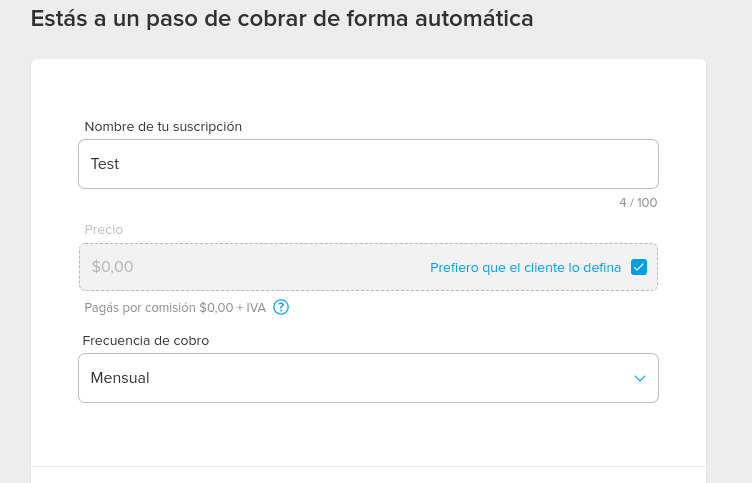 Estás a un paso de cobrar de forma automática
Nombre de tu suscripción
Test
4 / 100
Precio
$0,00 Prefiero que el cliente lo defina
Pagás por comisión $0,00 + IVA ?
Frecuencia de cobro
Mensual